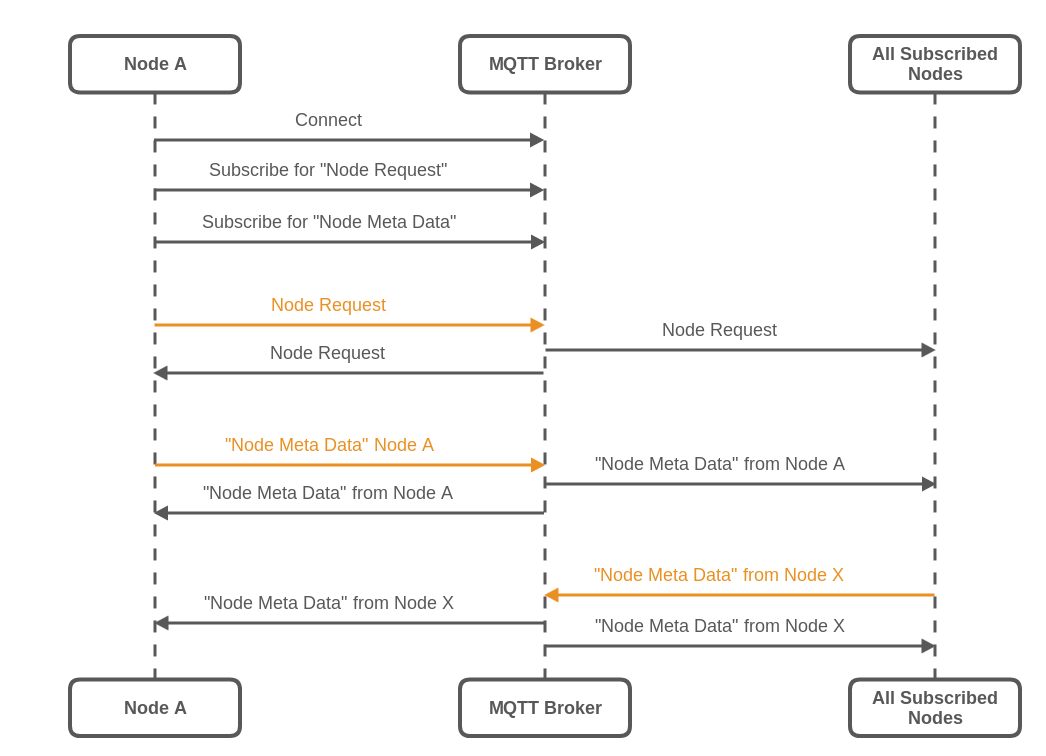 Node A
MQTT Broker
All Subscribed
Nodes
Connect
Subscribe for "Node Request"
Subscribe for "Node Meta Data"
Node Request
Node Request
Node Request
"Node Meta Data" Node A
"Node Meta Data" from Node A
"Node Meta Data" from Node A
"Node Meta Data" from Node X
"Node Meta Data" from Node X
"Node Meta Data" from Node X
Node A
MQTT Broker
All Subscribed
Nodes